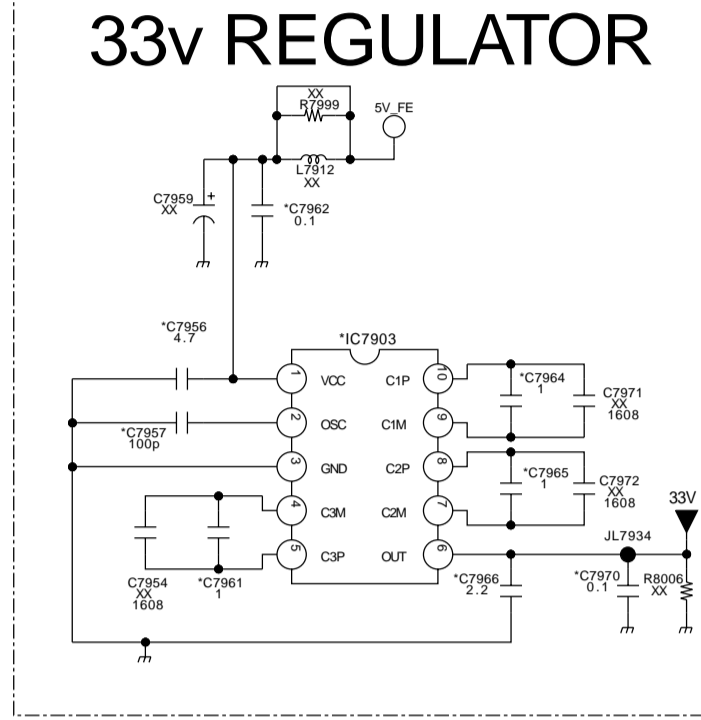 33v REGULATOR
XX
R7999
5V_FE
L7912
XX
C7959
XX
+
*C7962
0.1
*C7956
4.7
*IC7903
1
VCC
C1P
10
*C7964
1
C7971
XX
1608
*C7957
100p
2
OSC
C1M
9
3
GND
C2P
8
*C7965
1
C7972
XX
1608
4
C3M
C2M
7
33V
JL7934
5
C3P
OUT
6
C7954
XX
1608
*C7961
1
*C7966
2.2
*C7970
0.1
R8006
XX